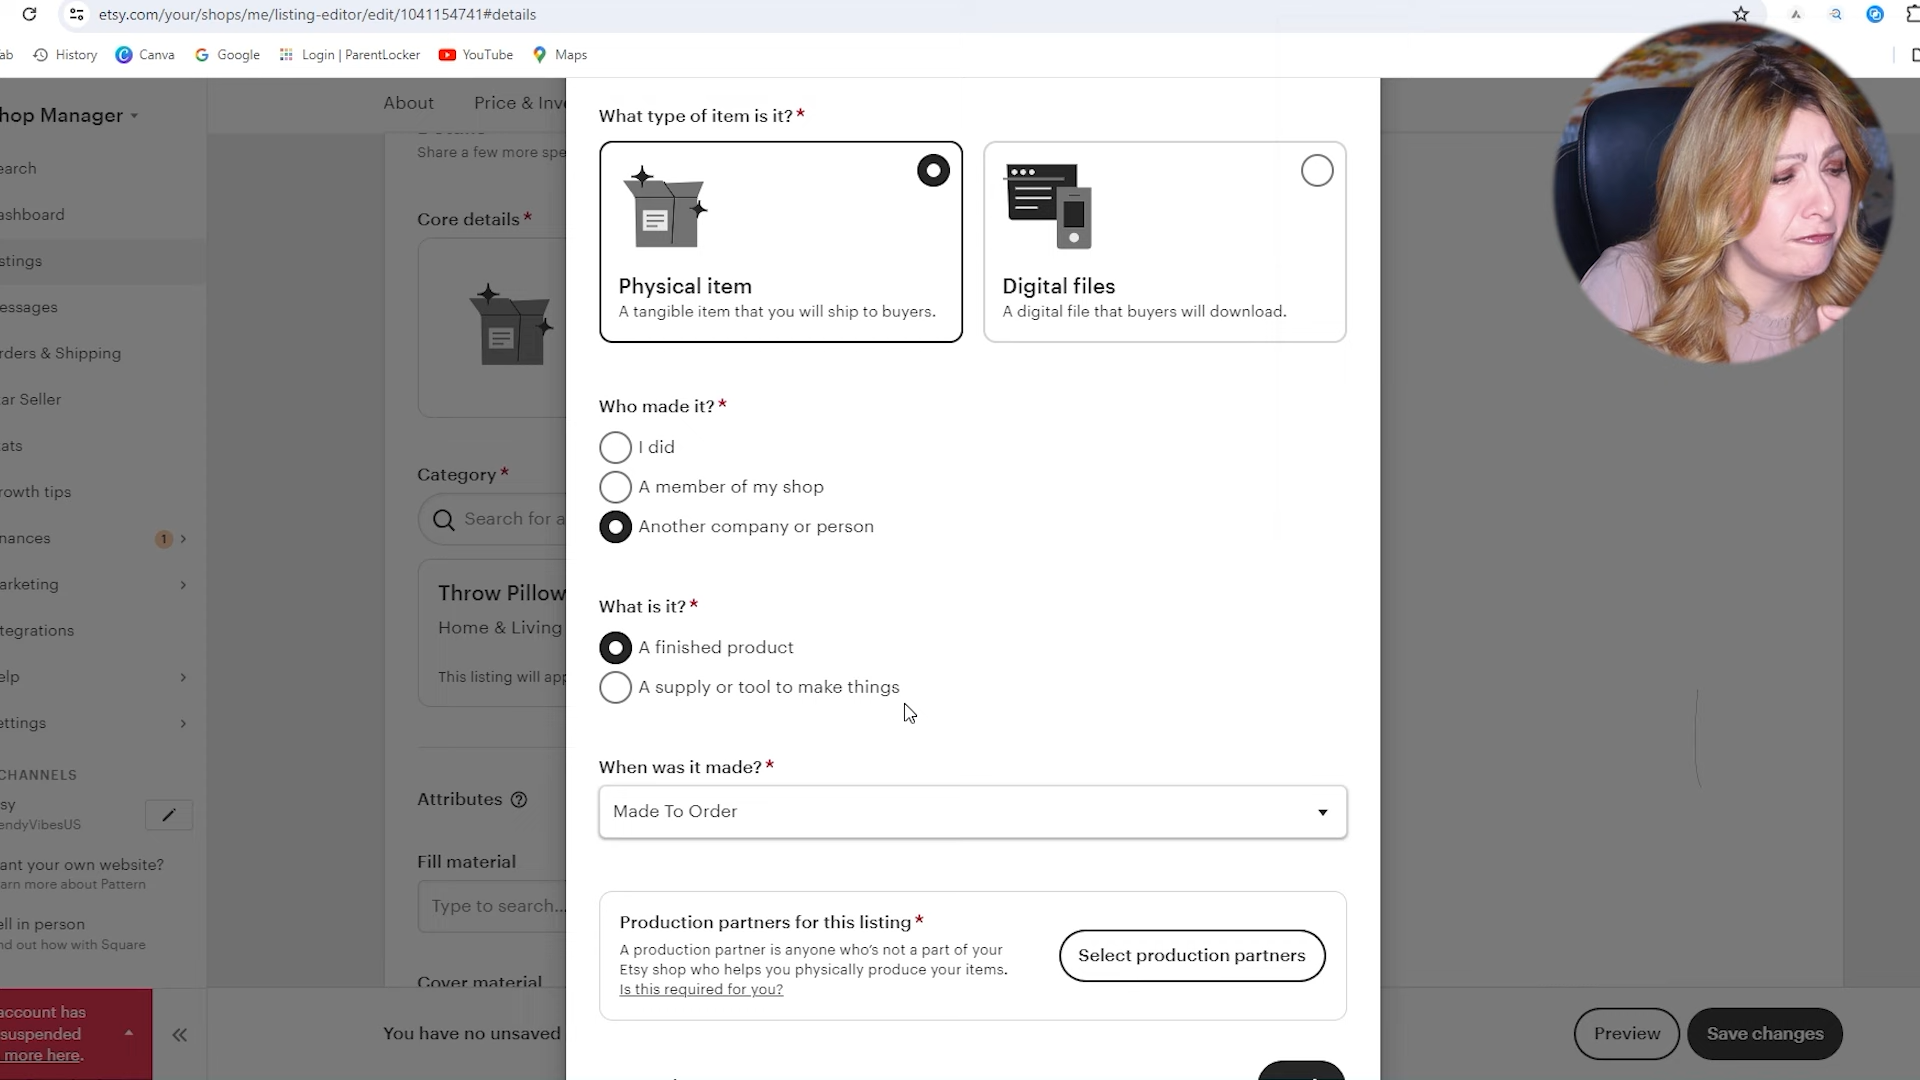 etsy.com/your/shops/me/listing-editor/edit/1041154741#details
ab History Canva Google Login | ParentLocker YouTube Maps
hop Manager
earch
ashboard
stings
essages
rders & Shipping
ar Seller
ats
rowth tips
nances 1
arketing
tegrations
elp
ettings
CHANNELS
sy
endyVibesUS
ant your own website?
arn more about Pattern
ell in person
nd out how with Square
account has
suspended
more here.
About Price & Inve
Share a few more spe
Core details *
Category *
Search for a
Throw Pillow
Home & Living
This listing will app
Attributes
Fill material
Type to search...
Cover material
You have no unsaved
What type of item is it? *
Physical item
A tangible item that you will ship to buyers.
Digital files
A digital file that buyers will download.
Who made it? *
I did
A member of my shop
Another company or person
What is it? *
A finished product
A supply or tool to make things
When was it made? *
Made To Order
Production partners for this listing *
A production partner is anyone who's not a part of your
Etsy shop who helps you physically produce your items.
Is this required for you?
Select production partners
Preview
Save changes